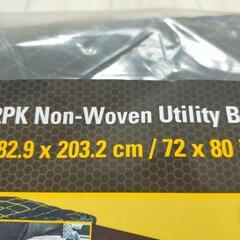 2PK Non-Woven Utility B
82.9 x 203.2 cm / 72 x 80